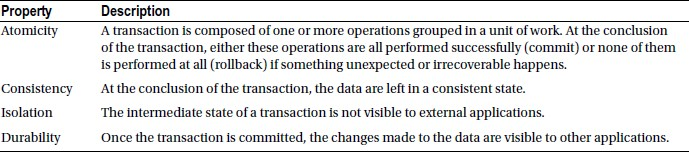 Property Description
Atomicity A transaction is composed of one or more operations grouped in a unit of work. At the conclusion
of the transaction, either these operations are all performed successfully (commit) or none of them
is performed at all (rollback) if something unexpected or irrecoverable happens.
Consistency At the conclusion of the transaction, the data are left in a consistent state.
Isolation The intermediate state of a transaction is not visible to external applications.
Durability Once the transaction is committed, the changes made to the data are visible to other applications.